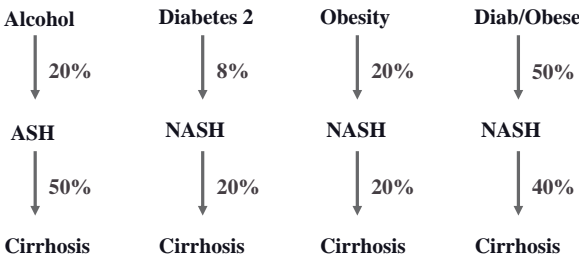 Alcohol Diabetes 2 Obesity Diab/Obese
20% 8% 20% 50%
ASH NASH NASH NASH
50% 20% 20% 40%
Cirrhosis Cirrhosis Cirrhosis Cirrhosis